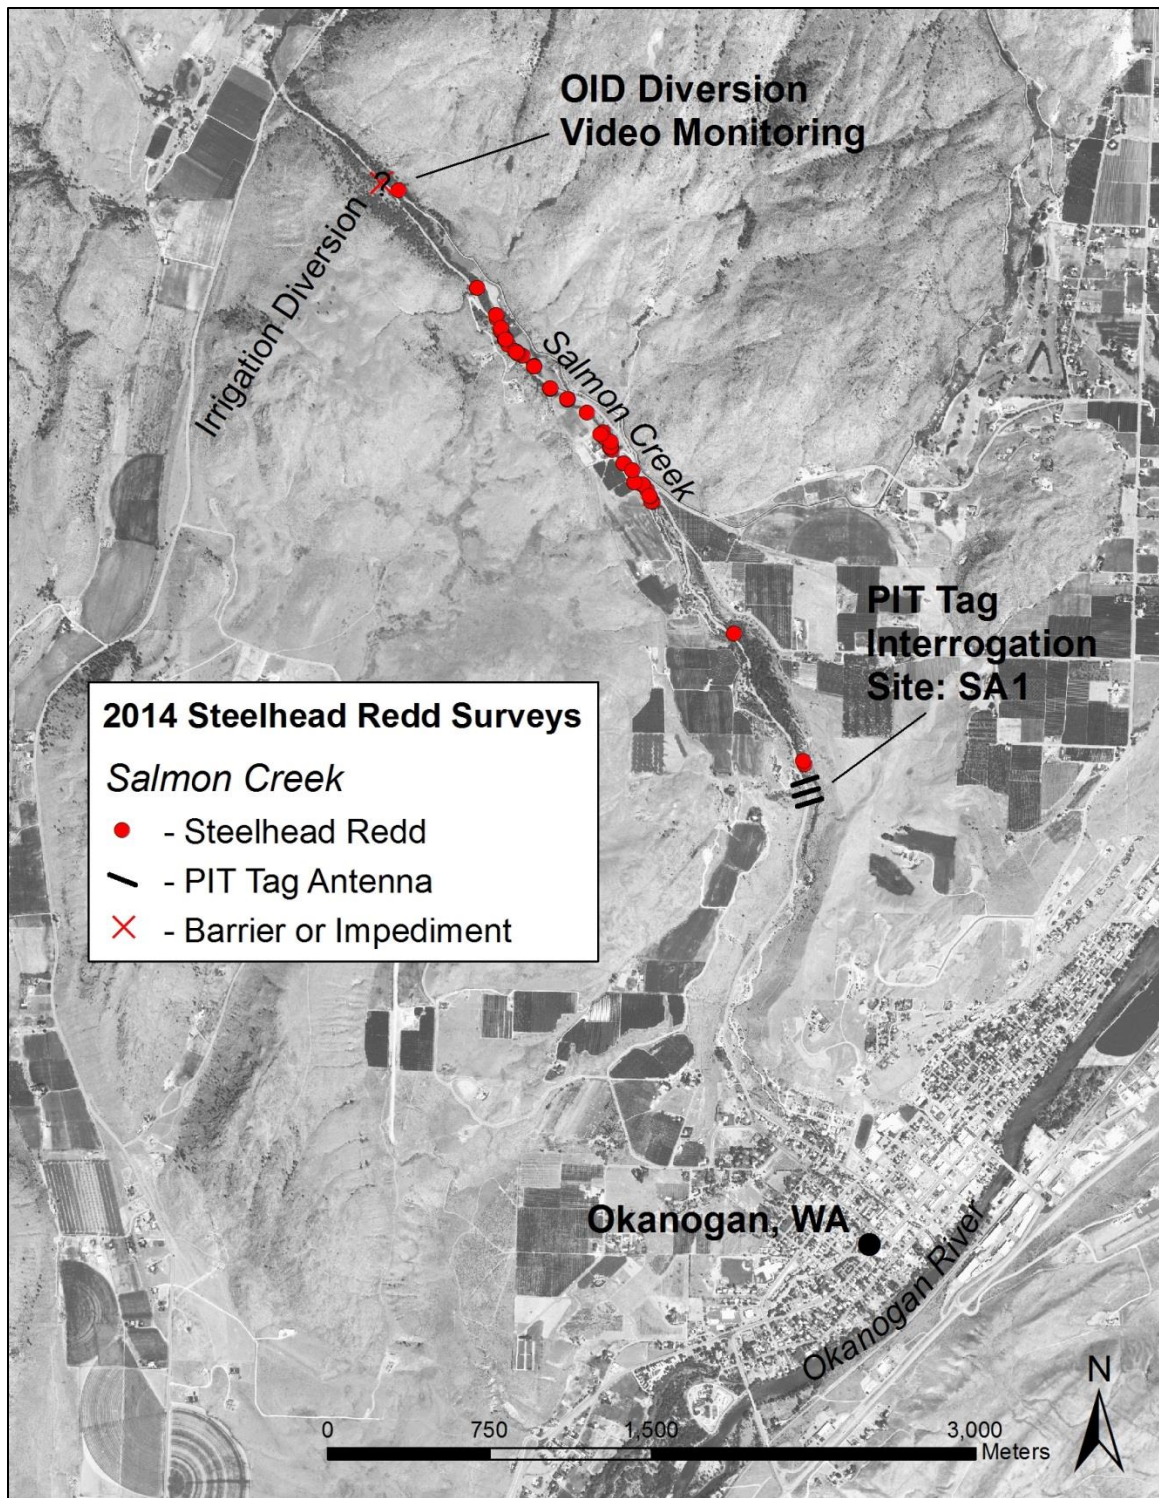 OID Diversion
Video Monitoring
?
Irrigation Diversion
Salmon Creek
PIT Tag
Interrogation
Site: SA1
2014 Steelhead Redd Surveys
Salmon Creek
- Steelhead Redd
- PIT Tag Antenna
- Barrier or Impediment
Okanogan, WA
Okanogan River
N
0 750 1,500 3,000
Meters